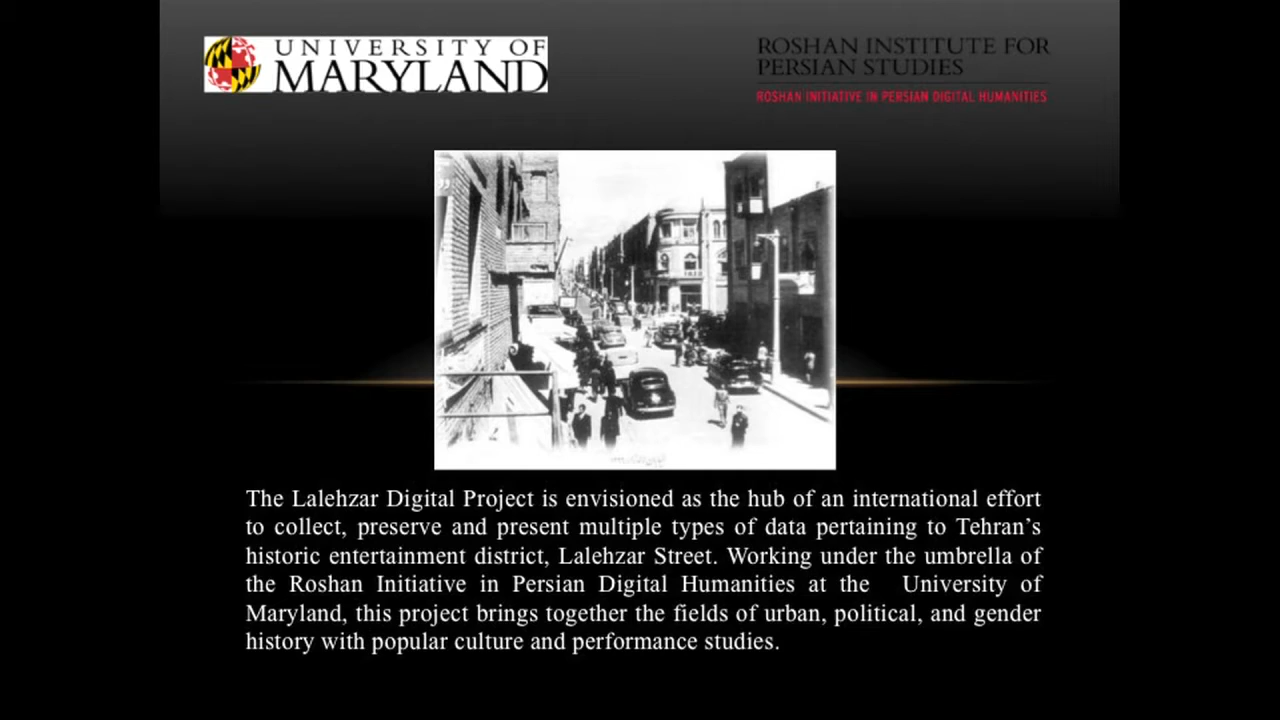 UNIVERSITY OF
MARYLAND
ROSHAN INSTITUTE FOR
PERSIAN STUDIES
ROSHAN INITIATIVE IN PERSIAN DIGITAL HUMANITIES
The Lalehzar Digital Project is envisioned as the hub of an international effort
to collect, preserve and present multiple types of data pertaining to Tehran’s
historic entertainment district, Lalehzar Street. Working under the umbrella of
the Roshan Initiative in Persian Digital Humanities at the University of
Maryland, this project brings together the fields of urban, political, and gender
history with popular culture and performance studies.